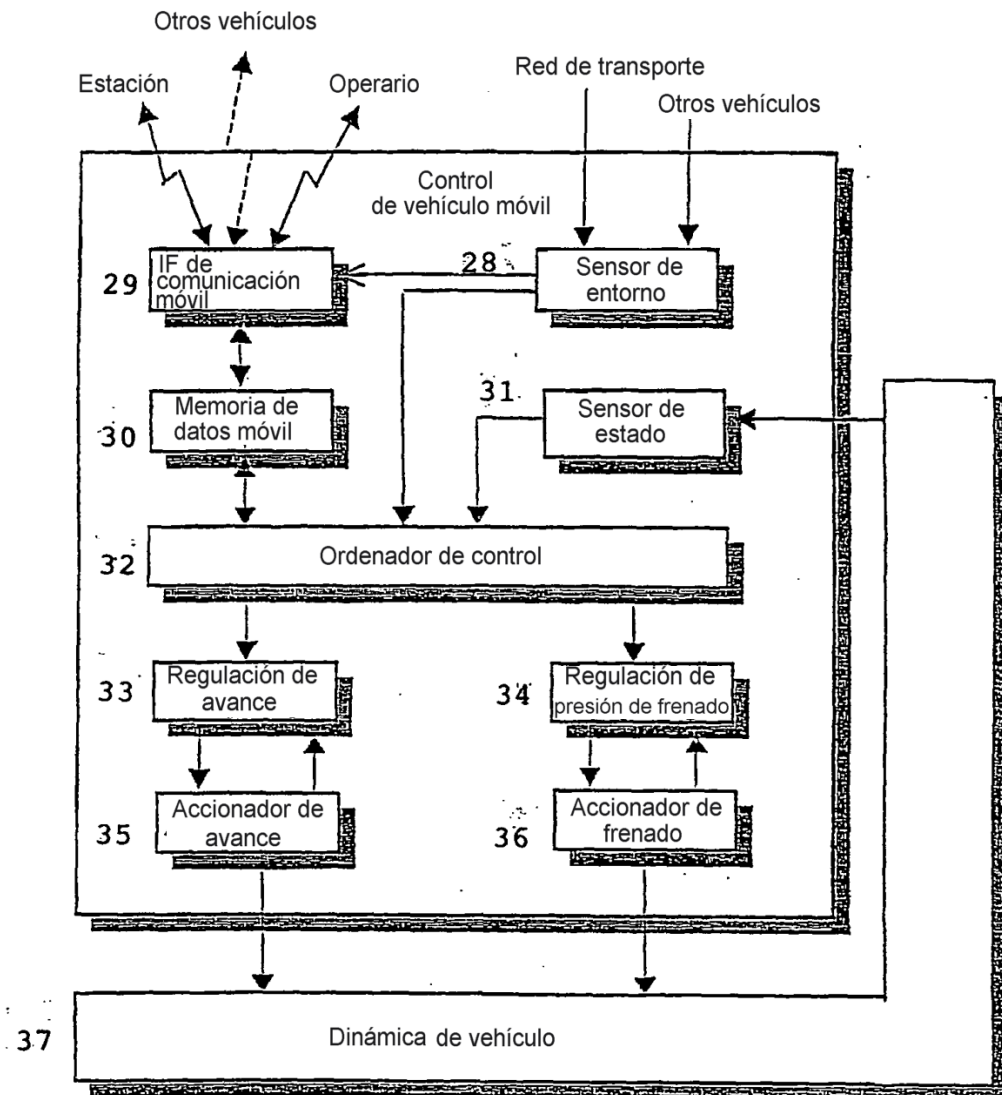 Otros vehículos
Estación
Operario
Red de transporte
Otros vehículos
Control
de vehículo móvil
29
IF de
comunicación
móvil
28
Sensor de
entorno
30
Memoria de
datos móvil
31
Sensor de
estado
32
Ordenador de control
33
Regulación de
avance
34
Regulación de
presión de frenado
35
Accionador de
avance
36
Accionador de
frenado
37
Dinámica de vehículo